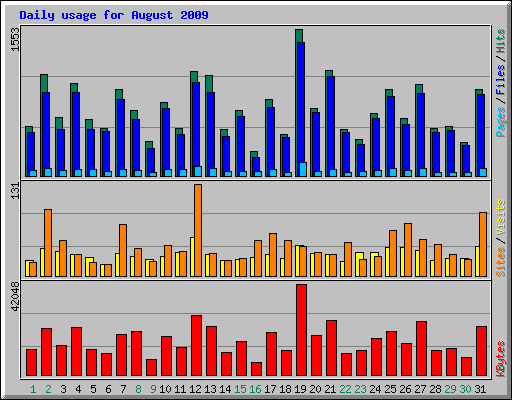 Daily usage for August 2009
1553
Pages / Files / Hits
131
Sites / Visits
42048
KBytes
1 2 3 4 5 6 7 8 9 10 11 12 13 14 15 16 17 18 19 20 21 22 23 24 25 26 27 28 29 30 31